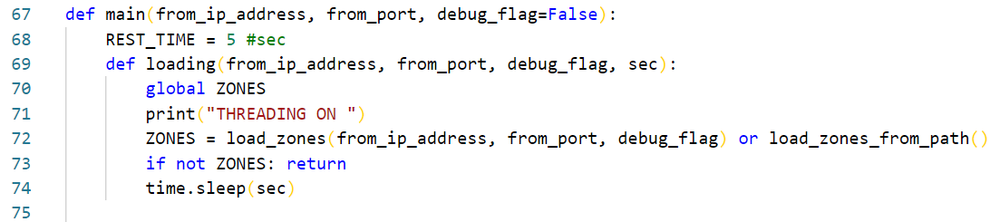 67 def main(from_ip_address, from_port, debug_flag=False):
68 REST_TIME = 5 #sec
69 def loading(from_ip_address, from_port, debug_flag, sec):
70 global ZONES
71 print("THREADING ON ")
72 ZONES = load_zones(from_ip_address, from_port, debug_flag) or load_zones_from_path()
73 if not ZONES: return
74 time.sleep(sec)
75